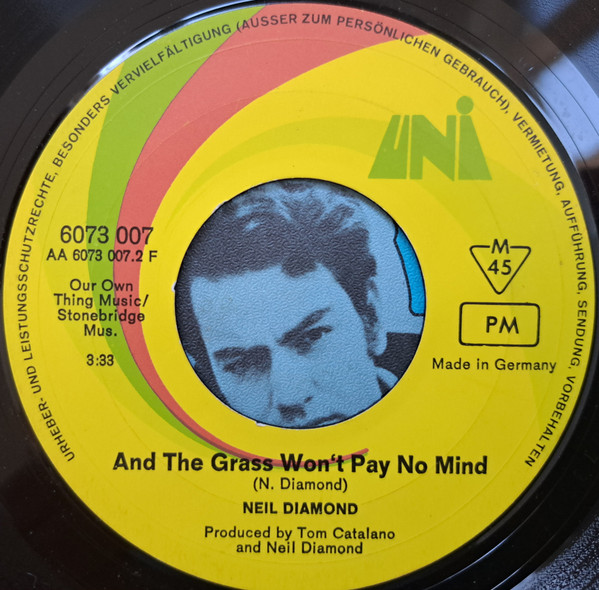 URHEBER- UND LEISTUNGSSCHUTZRECHTE, BESONDERS VERVIELFÄLTIGUNG (AUSSER ZUM PERSÖNLICHEN GEBRAUCH), VERMIETUNG, AUFFÜHRUNG, SENDUNG, VORBEHALTEN
UNI
6073 007
AA 6073 007.2 F
Our Own
Thing Music/
Stonebridge
Mus.
3:33
M
45
PM
Made in Germany
And The Grass Won't Pay No Mind
(N. Diamond)
NEIL DIAMOND
Produced by Tom Catalano
and Neil Diamond